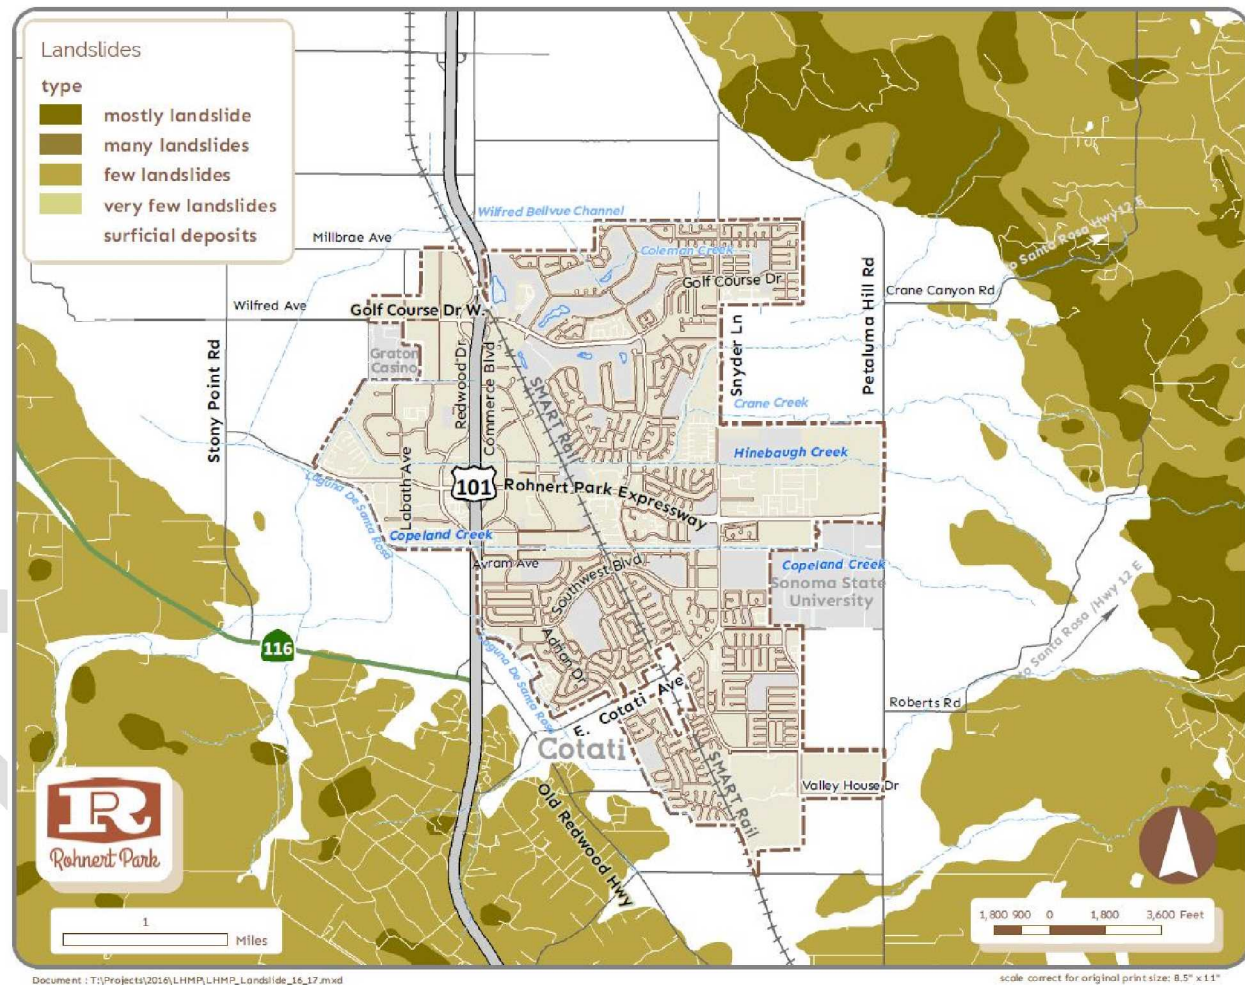 Landslides
type
mostly landslide
many landslides
few landslides
very few landslides
surficial deposits
Wilfred Bellvue Channel
Millbrae Ave
Coleman Creek
To Santa Rosa /Hwy 12 E
Golf Course Dr
Crane Canyon Rd
Wilfred Ave
Golf Course Dr W.
Petaluma Hill Rd
Stony Point Rd
Graton
Casino
Redwood Dr
Commerce Blvd
SMART Rail
Snyder Ln
Crane Creek
Hinebaugh Creek
Labath Ave
101
Rohnert Park Expressway
Laguna De Santa Rosa
Copeland Creek
Avram Ave
Southwest Blvd
Copeland Creek
Sonoma State
University
To Santa Rosa /Hwy 12 E
116
Adrian Dr
Laguna De Santa Rosa
E. Cotati Ave
Roberts Rd
Cotati
SMART Rail
Valley House Dr
Old Redwood Hwy
R
Rohnert Park
1
Miles
1,800 900 0 1,800 3,600 Feet
Document : T:\Projects\2016\LHMP\LHMP_Landslide_16_17.mxd
scale correct for original print size: 8.5" x 11"